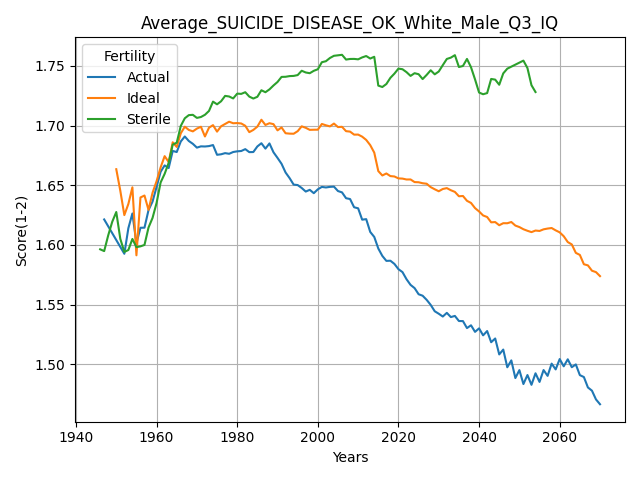 Average_SUICIDE_DISEASE_OK_White_Male_Q3_IQ
Fertility
Actual
Ideal
Sterile
Score(1-2)
1.75
1.70
1.65
1.60
1.55
1.50
1940
1960
1980
2000
2020
2040
2060
Years